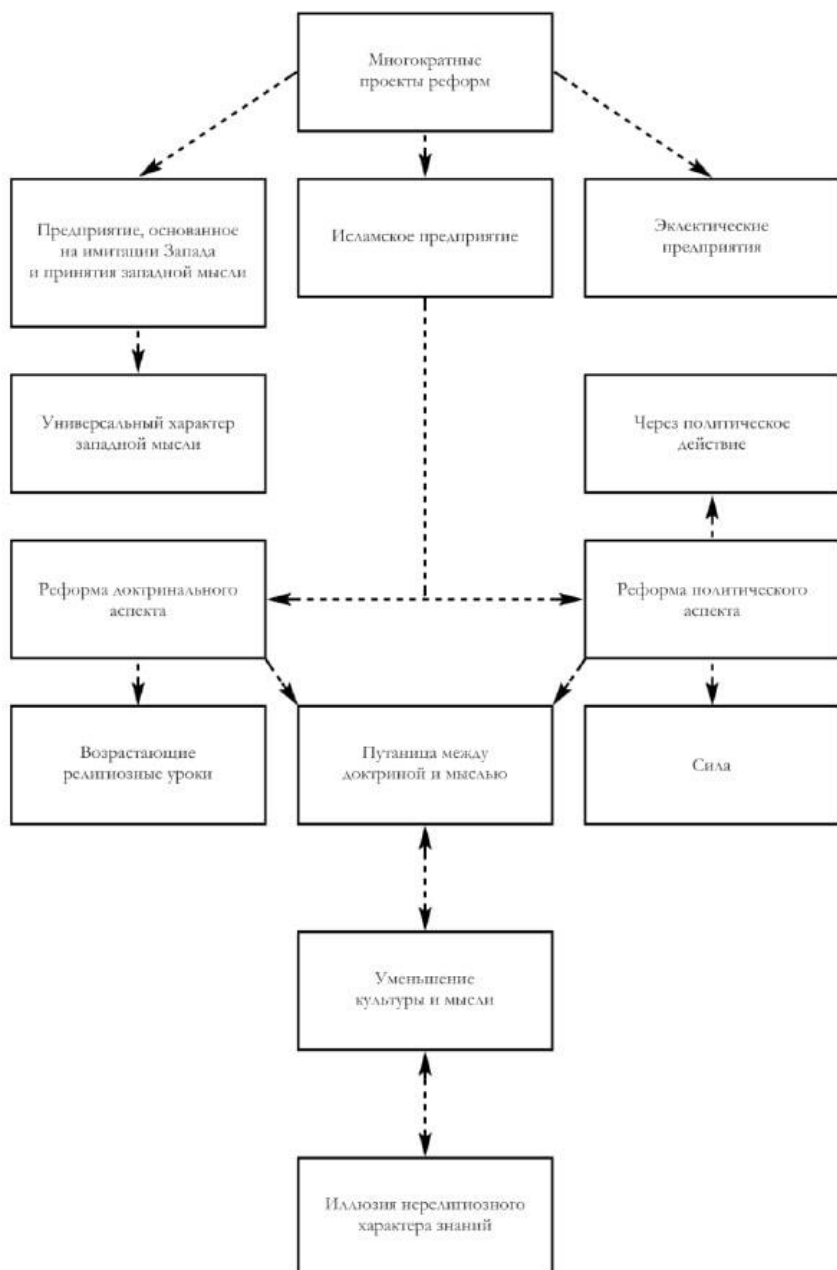 Многократные
проекты реформ
Предприятие, основанное
на имитации Запада
и принятия западной мысли
Исламское предприятие
Эклектические
предприятия
Универсальный характер
западной мысли
Через политическое
действие
Реформа доктринального
аспекта
Реформа политического
аспекта
Возрастающие
религиозные уроки
Путаница между
доктриной и мыслью
Сила
Уменьшение
культуры и мысли
Иллюзия нерелигиозного
характера знаний